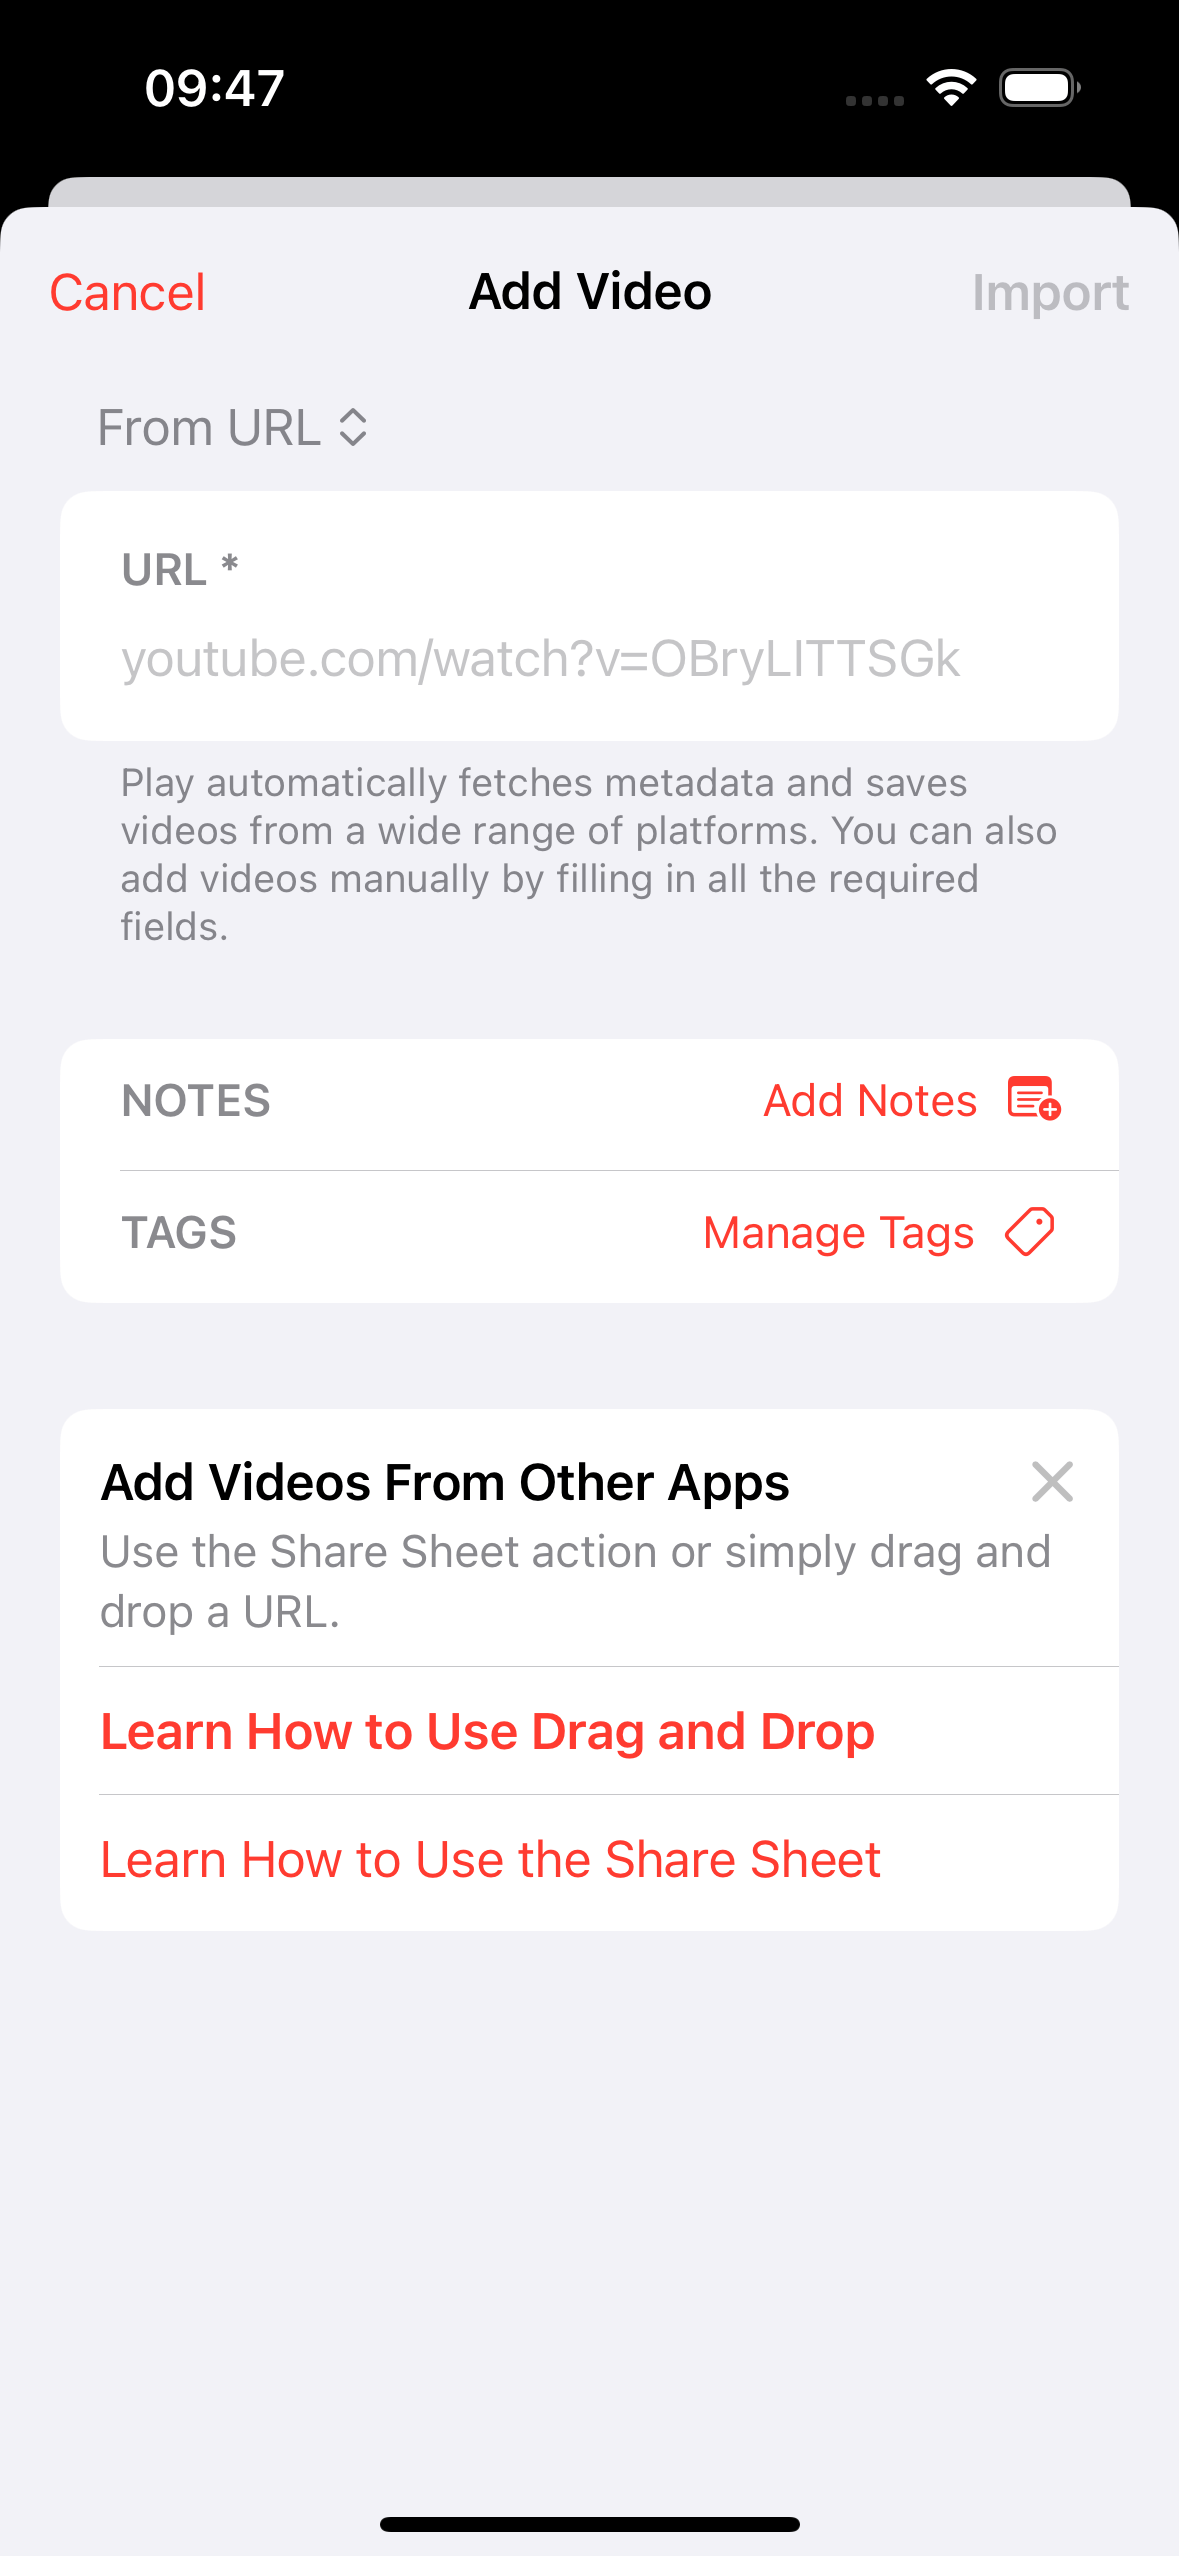 09:47
Cancel
Add Video
Import
From URL
URL *
youtube.com/watch?v=OBryLITTSGk
Play automatically fetches metadata and saves
videos from a wide range of platforms. You can also
add videos manually by filling in all the required
fields.
NOTES
Add Notes
TAGS
Manage Tags
Add Videos From Other Apps
Use the Share Sheet action or simply drag and
drop a URL.
Learn How to Use Drag and Drop
Learn How to Use the Share Sheet